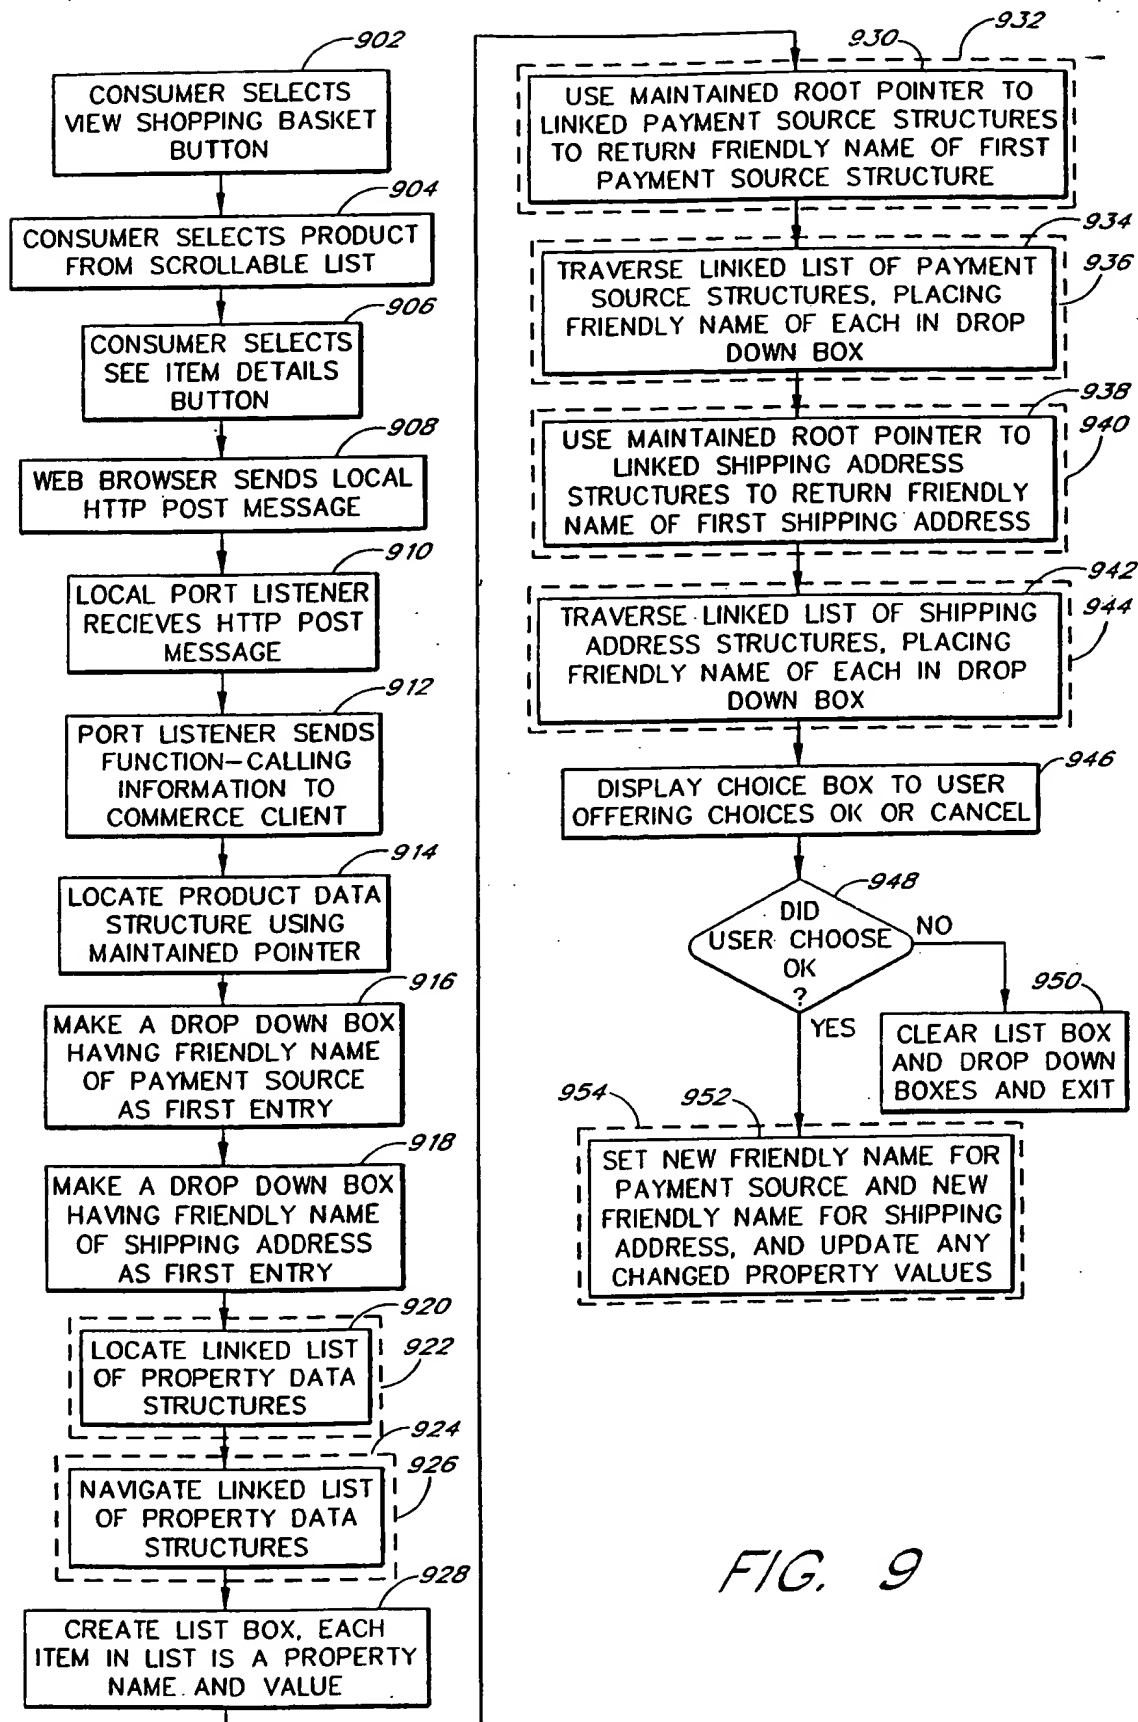 902
CONSUMER SELECTS
VIEW SHOPPING BASKET
BUTTON
904
CONSUMER SELECTS PRODUCT
FROM SCROLLABLE LIST
906
CONSUMER SELECTS
SEE ITEM DETAILS
BUTTON
908
WEB BROWSER SENDS LOCAL
HTTP POST MESSAGE
910
LOCAL PORT LISTENER
RECIEVES HTTP POST
MESSAGE
912
PORT LISTENER SENDS
FUNCTION-CALLING
INFORMATION TO
COMMERCE CLIENT
914
LOCATE PRODUCT DATA
STRUCTURE USING
MAINTAINED POINTER
916
MAKE A DROP DOWN BOX
HAVING FRIENDLY NAME
OF PAYMENT SOURCE
AS FIRST ENTRY
918
MAKE A DROP DOWN BOX
HAVING FRIENDLY NAME
OF SHIPPING ADDRESS
AS FIRST ENTRY
920
922
LOCATE LINKED LIST
OF PROPERTY DATA
STRUCTURES
924
926
NAVIGATE LINKED LIST
OF PROPERTY DATA
STRUCTURES
928
CREATE LIST BOX, EACH
ITEM IN LIST IS A PROPERTY
NAME AND VALUE
930
932
USE MAINTAINED ROOT POINTER TO
LINKED PAYMENT SOURCE STRUCTURES
TO RETURN FRIENDLY NAME OF FIRST
PAYMENT SOURCE STRUCTURE
934
936
TRAVERSE LINKED LIST OF PAYMENT
SOURCE STRUCTURES, PLACING
FRIENDLY NAME OF EACH IN DROP
DOWN BOX
938
940
USE MAINTAINED ROOT POINTER TO
LINKED SHIPPING ADDRESS
STRUCTURES TO RETURN FRIENDLY
NAME OF FIRST SHIPPING ADDRESS
942
944
TRAVERSE LINKED LIST OF SHIPPING
ADDRESS STRUCTURES, PLACING
FRIENDLY NAME OF EACH IN DROP
DOWN BOX
946
DISPLAY CHOICE BOX TO USER
OFFERING CHOICES OK OR CANCEL
948
DID
USER CHOOSE
OK
?
NO
YES
950
CLEAR LIST BOX
AND DROP DOWN
BOXES AND EXIT
954
952
SET NEW FRIENDLY NAME FOR
PAYMENT SOURCE AND NEW
FRIENDLY NAME FOR SHIPPING
ADDRESS, AND UPDATE ANY
CHANGED PROPERTY VALUES
FIG. 9